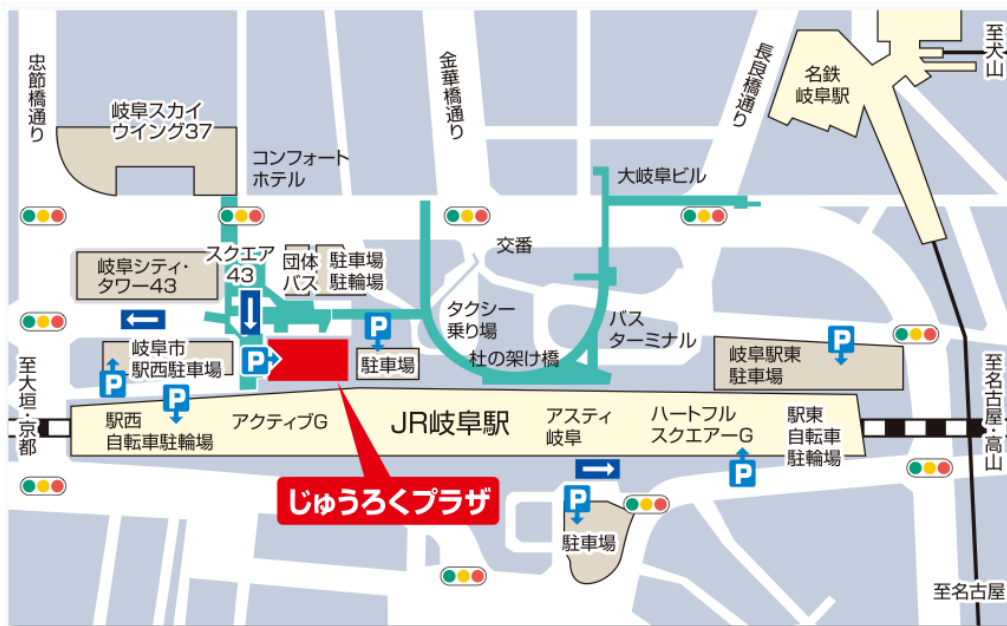 忠節橋通り
金華橋通り
長良橋通り
至犬山
名鉄
岐阜駅
岐阜スカイ
ウイング37
コンフォート
ホテル
大岐阜ビル
交番
スクエア
43
団体
バス
駐車場
駐輪場
岐阜シティ・
タワー43
タクシー
乗り場
バス
ターミナル
杜の架け橋
P
P
岐阜市
駅西駐車場
P
P
駐車場
岐阜駅東
駐車場
至大垣・京都
至名古屋・高山
P
駅西
自転車駐輪場
アクティブG
JR岐阜駅
アスティ
岐阜
ハートフル
スクエアーG
駅東
自転車
駐輪場
P
じゅうろくプラザ
P
駐車場
至名古屋